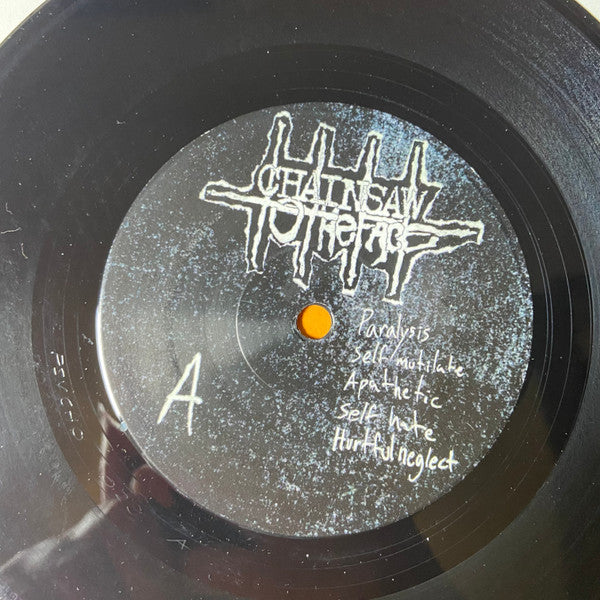 CHAINSAW
TO THE FACE
Paralysis
Self/mutilate
Apathetic
Self hate
Hurtful neglect
A